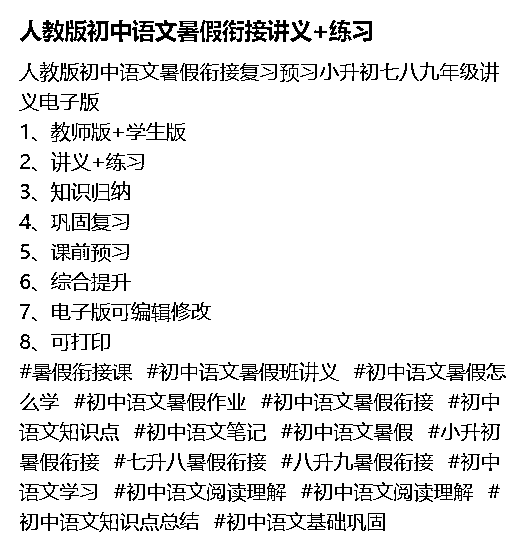 人教版初中语文暑假衔接讲义+练习
人教版初中语文暑假衔接复习预习小升初七八九年级讲
义电子版
1、教师版+学生版
2、讲义+练习
3、知识归纳
4、巩固复习
5、课前预习
6、综合提升
7、电子版可编辑修改
8、可打印
#暑假衔接课 #初中语文暑假班讲义 #初中语文暑假怎
么学 #初中语文暑假作业 #初中语文暑假衔接 #初中
语文知识点 #初中语文笔记 #初中语文暑假 #小升初
暑假衔接 #七升八暑假衔接 #八升九暑假衔接 #初中
语文学习 #初中语文阅读理解 #初中语文阅读理解 #
初中语文知识点总结 #初中语文基础巩固